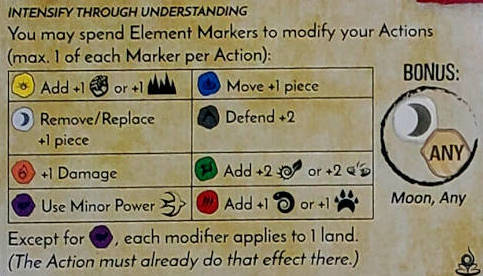 INTENSIFY THROUGH UNDERSTANDING
You may spend Element Markers to modify your Actions
(max. 1 of each Marker per Action):
BONUS:
Add +1 or +1
Move +1 piece
Remove/Replace
+1 piece
Defend +2
ANY
+1 Damage
Add +2 or +2
Moon, Any
Use Minor Power
Add +1 or +1
Except for , each modifier applies to 1 land.
(The Action must already do that effect there.)